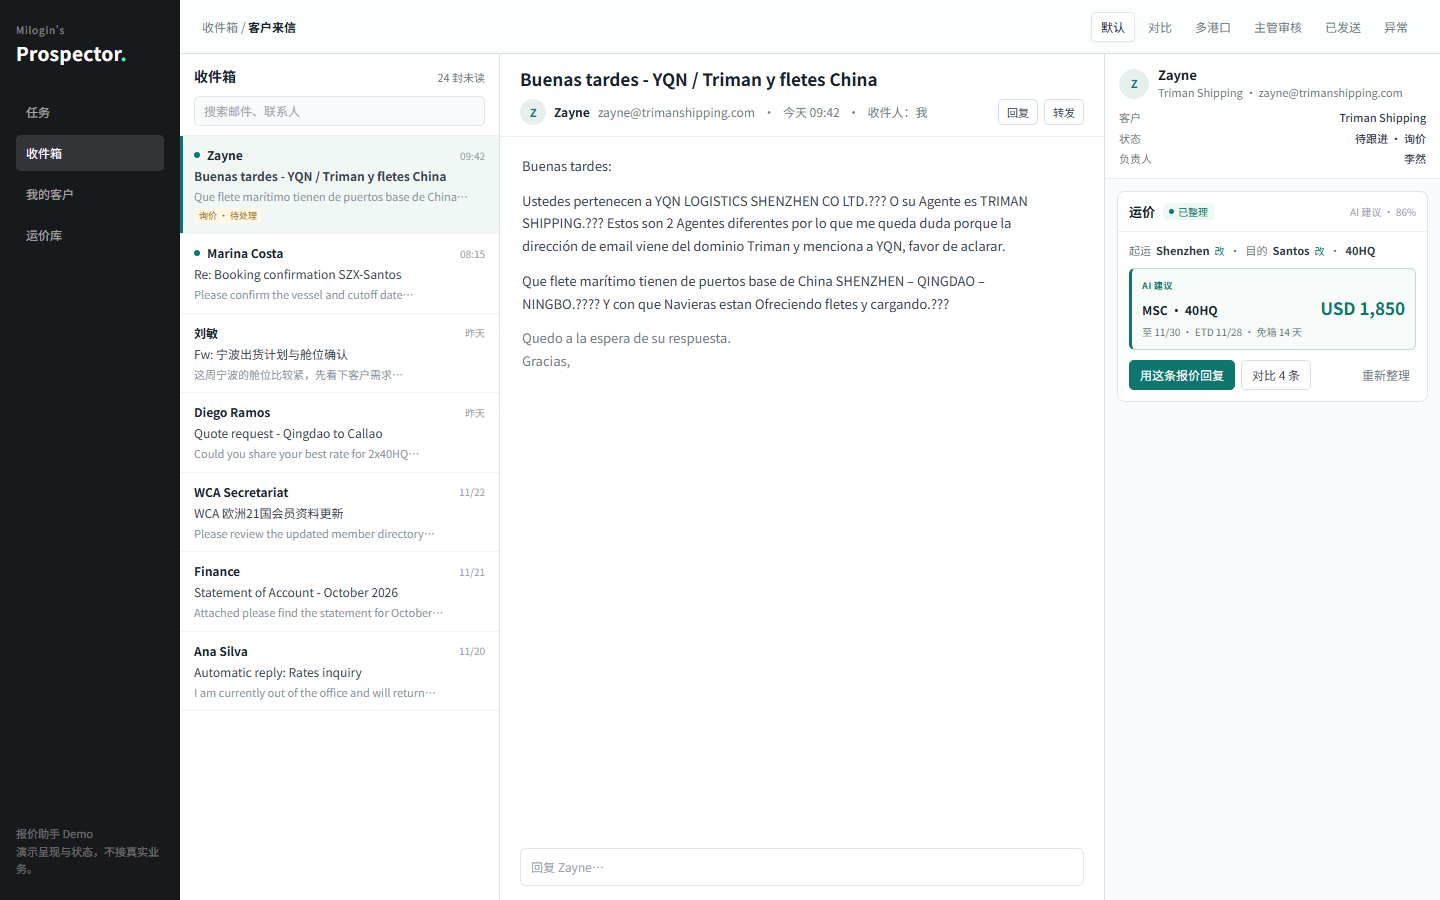 Milogin's
Prospector.
任务
收件箱
我的客户
运价库
报价助手 Demo
演示呈现与状态，不接真实业
务。
收件箱 / 客户来信
默认
对比
多港口
主管审核
已发送
异常
收件箱
24 封未读
搜索邮件、联系人
Zayne
09:42
Buenas tardes - YQN / Triman y fletes China
Que flete marítimo tienen de puertos base de China···
询价 · 待处理
Marina Costa
08:15
Re: Booking confirmation SZX-Santos
Please confirm the vessel and cutoff date···
刘敏
昨天
Fw: 宁波出货计划与舱位确认
这周宁波的舱位比较紧，先看下客户需求···
Diego Ramos
昨天
Quote request - Qingdao to Callao
Could you share your best rate for 2x40HQ···
WCA Secretariat
11/22
WCA 欧洲21国会员资料更新
Please review the updated member directory···
Finance
11/21
Statement of Account - October 2026
Attached please find the statement for October···
Ana Silva
11/20
Automatic reply: Rates inquiry
I am currently out of the office and will return···
Buenas tardes - YQN / Triman y fletes China
Z
Zayne zayne@trimanshipping.com · 今天 09:42 · 收件人：我
回复
转发
Buenas tardes:
Ustedes pertenecen a YQN LOGISTICS SHENZHEN CO LTD.??? O su Agente es TRIMAN
SHIPPING.??? Estos son 2 Agentes diferentes por lo que me queda duda porque la
dirección de email viene del dominio Triman y menciona a YQN, favor de aclarar.
Que flete marítimo tienen de puertos base de China SHENZHEN – QINGDAO –
NINGBO.???? Y con que Navieras estan Ofreciendo fletes y cargando.???
Quedo a la espera de su respuesta.
Gracias,
回复 Zayne···
Z
Zayne
Triman Shipping · zayne@trimanshipping.com
客户
Triman Shipping
状态
待跟进 · 询价
负责人
李然
运价
已整理
AI 建议 · 86%
起运 Shenzhen 改 · 目的 Santos 改 · 40HQ
AI 建议
MSC · 40HQ
USD 1,850
至 11/30 · ETD 11/28 · 免箱 14 天
用这条报价回复
对比 4 条
重新整理